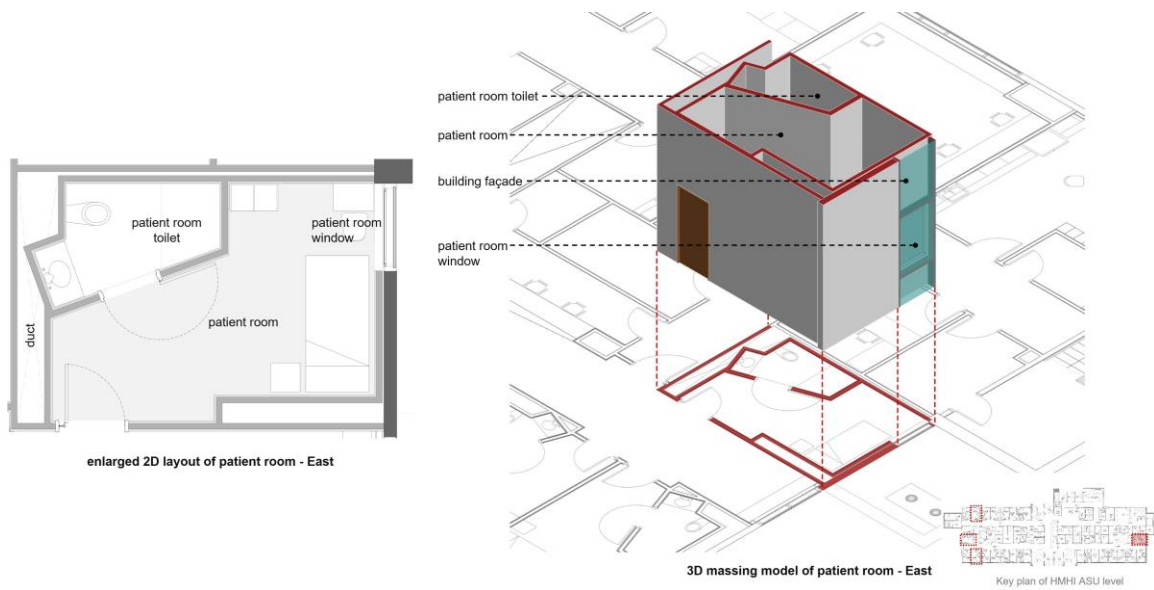 patient room
toilet
patient room
window
patient room
duct
enlarged 2D layout of patient room - East
patient room toilet
patient room
building façade
patient room
window
3D massing model of patient room - East
Key plan of HMHI ASU level